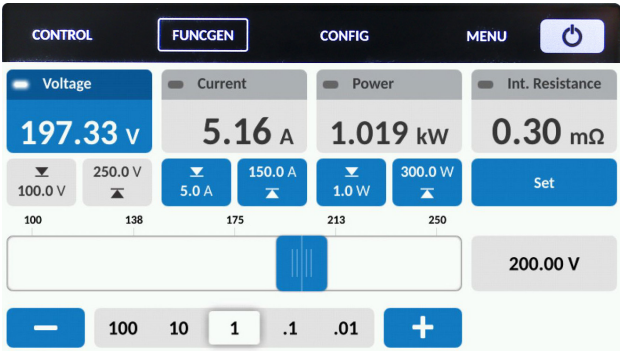 CONTROL FUNCGEN CONFIG MENU
Voltage Current Power Int. Resistance
197.33 V 5.16 A 1.019 kW 0.30 mΩ
100.0 V 250.0 V 5.0 A 150.0 A 1.0 W 300.0 W Set
100 138 175 213 250
200.00 V
− 100 10 1 .1 .01 +